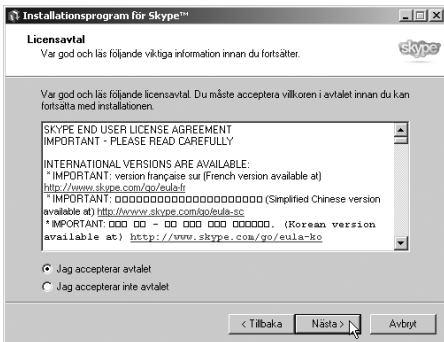 Installationsprogram för Skype™
Licensavtal
Var god och läs följande viktiga information innan du fortsätter.
skype
Var god och läs följande licensavtal. Du måste acceptera villkoren i avtalet innan du kan
fortsätta med installationen.
SKYPE END USER LICENSE AGREEMENT
IMPORTANT - PLEASE READ CAREFULLY
INTERNATIONAL VERSIONS ARE AVAILABLE:
* IMPORTANT: version française sur (French version available at)
http://www.skype.com/go/eula-fr
* IMPORTANT: □□□□□□□□□□□□□□□□□□□□ (Simplified Chinese version
available at) http://www.skype.com/go/eula-sc
* IMPORTANT: □□□ □□ - □□ □□□ □□□ □□□□□□. (Korean version
available at) http://www.skype.com/go/eula-ko
Jag accepterar avtalet
Jag accepterar inte avtalet
< Tillbaka
Nästa >
Avbryt